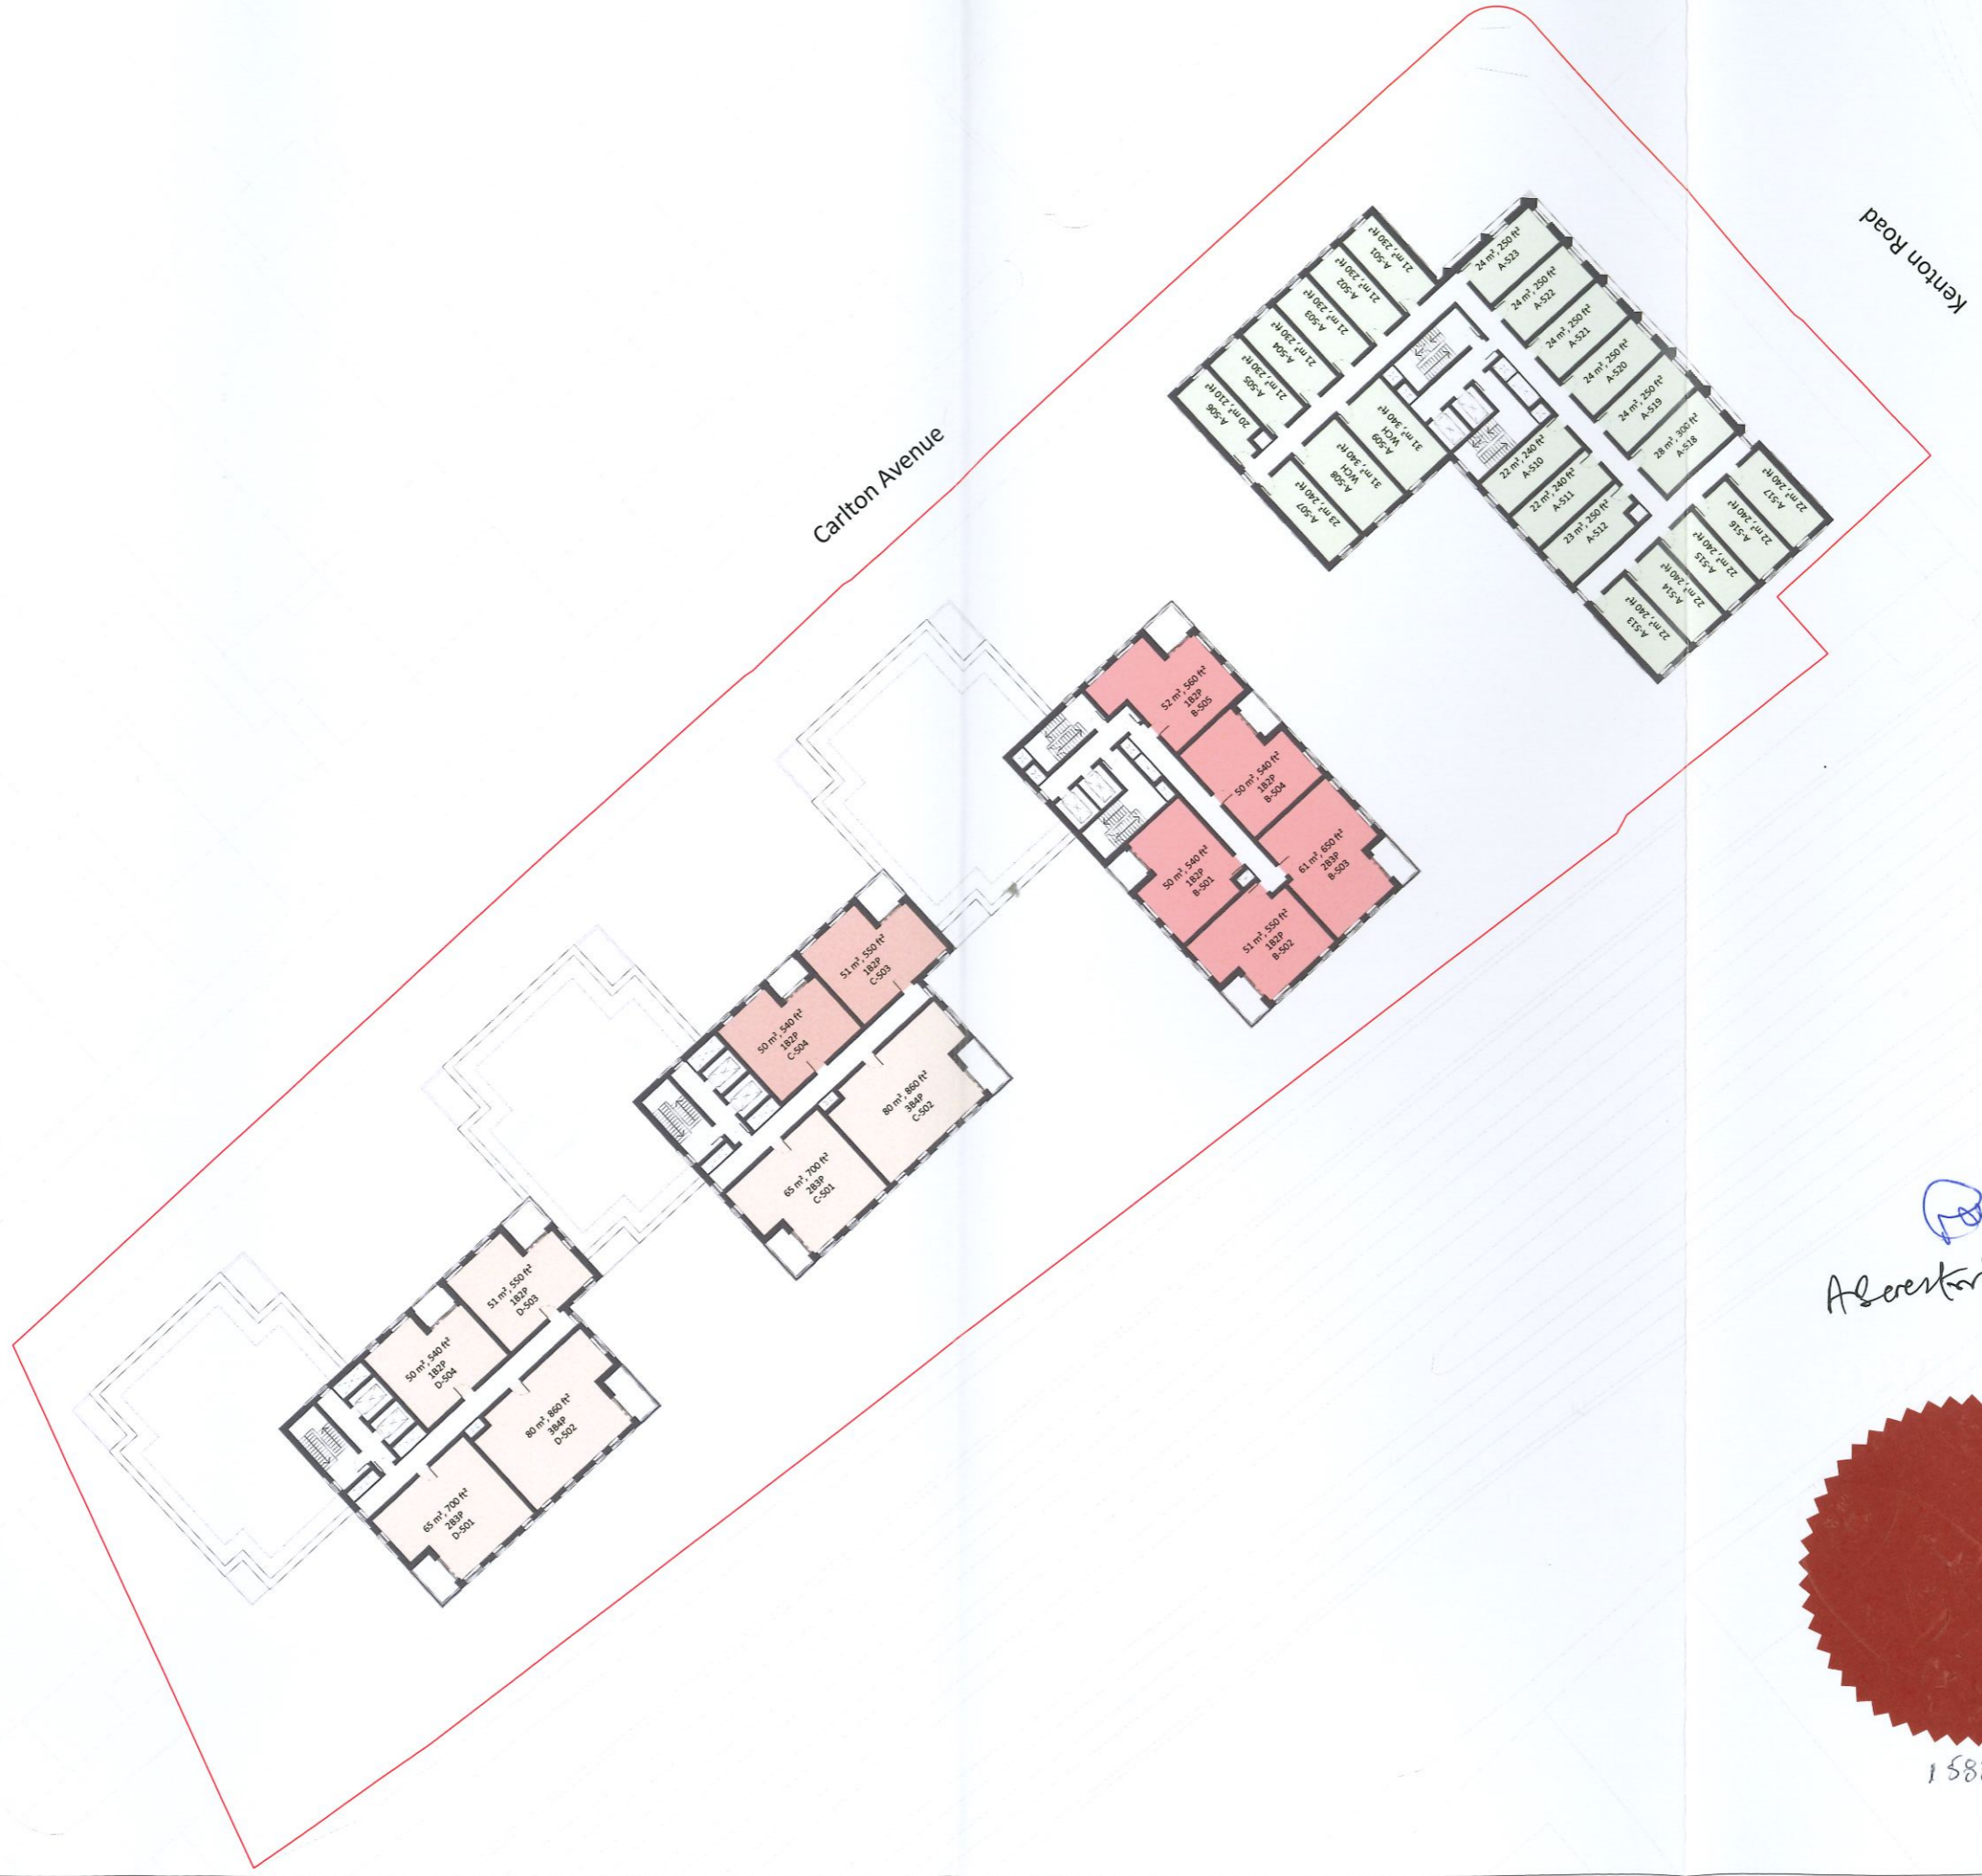 Kenton Road
Carlton Avenue
21 m², 230 ft²
A-501
21 m², 230 ft²
A-502
21 m², 230 ft²
A-503
21 m², 230 ft²
A-504
21 m², 230 ft²
A-505
20 m², 210 ft²
A-506
23 m², 240 ft²
A-507
31 m², 340 ft²
WCH
A-508
31 m², 340 ft²
WCH
A-509
22 m², 240 ft²
A-510
22 m², 240 ft²
A-511
23 m², 250 ft²
A-512
22 m², 240 ft²
A-513
22 m², 240 ft²
A-514
22 m², 240 ft²
A-515
22 m², 240 ft²
A-516
22 m², 240 ft²
A-517
28 m², 300 ft²
A-518
24 m², 250 ft²
A-519
24 m², 250 ft²
A-520
24 m², 250 ft²
A-521
24 m², 250 ft²
A-522
24 m², 250 ft²
A-523
52 m², 560 ft²
1B2P
B-505
50 m², 540 ft²
1B2P
B-504
61 m², 650 ft²
2B3P
B-503
50 m², 540 ft²
1B2P
B-501
51 m², 550 ft²
1B2P
B-502
51 m², 550 ft²
1B2P
C-503
50 m², 540 ft²
1B2P
C-504
80 m², 860 ft²
3B4P
C-502
65 m², 700 ft²
2B3P
C-501
51 m², 550 ft²
1B2P
D-503
50 m², 540 ft²
1B2P
D-504
80 m², 860 ft²
3B4P
D-502
65 m², 700 ft²
2B3P
D-501